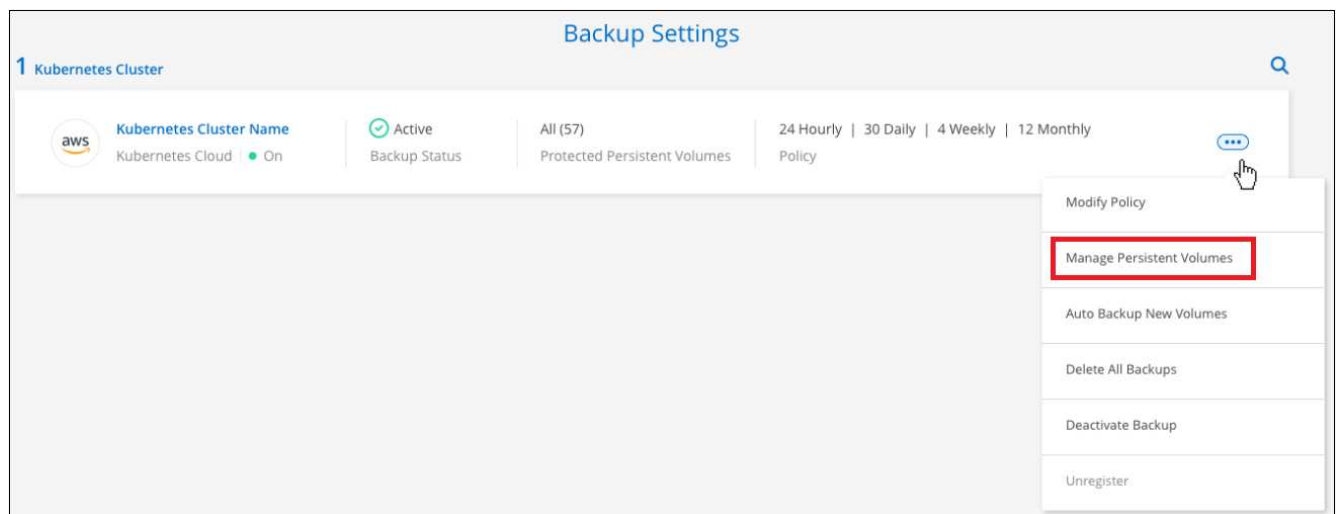 Backup Settings
1 Kubernetes Cluster
aws
Kubernetes Cluster Name
Kubernetes Cloud | On
Active
Backup Status
All (57)
Protected Persistent Volumes
24 Hourly | 30 Daily | 4 Weekly | 12 Monthly
Policy
Modify Policy
Manage Persistent Volumes
Auto Backup New Volumes
Delete All Backups
Deactivate Backup
Unregister